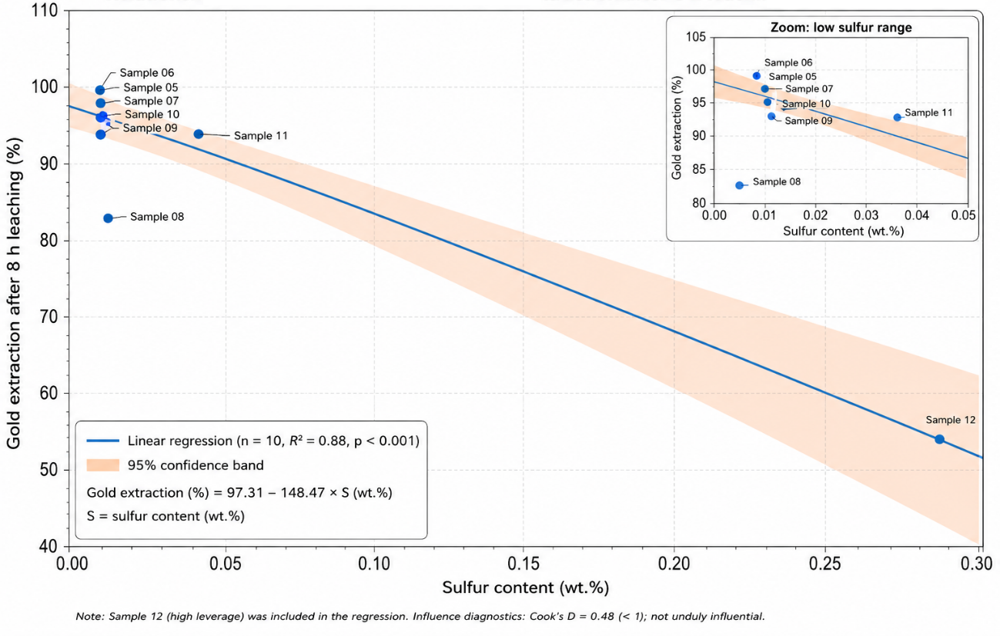 110
100
90
80
70
60
50
40
Gold extraction after 8 h leaching (%)
Sample 06
Sample 05
Sample 07
Sample 10
Sample 09
Sample 11
Sample 08
Sample 12
Zoom: low sulfur range
105
100
95
90
85
80
Gold extraction (%)
Sample 06
Sample 05
Sample 07
Sample 10
Sample 09
Sample 11
Sample 08
0.00 0.01 0.02 0.03 0.04 0.05
Sulfur content (wt.%)
Linear regression (n = 10, R² = 0.88, p < 0.001)
95% confidence band
Gold extraction (%) = 97.31 – 148.47 × S (wt.%)
S = sulfur content (wt.%)
0.00 0.05 0.10 0.15 0.20 0.25 0.30
Sulfur content (wt.%)
Note: Sample 12 (high leverage) was included in the regression. Influence diagnostics: Cook's D = 0.48 (< 1); not unduly influential.